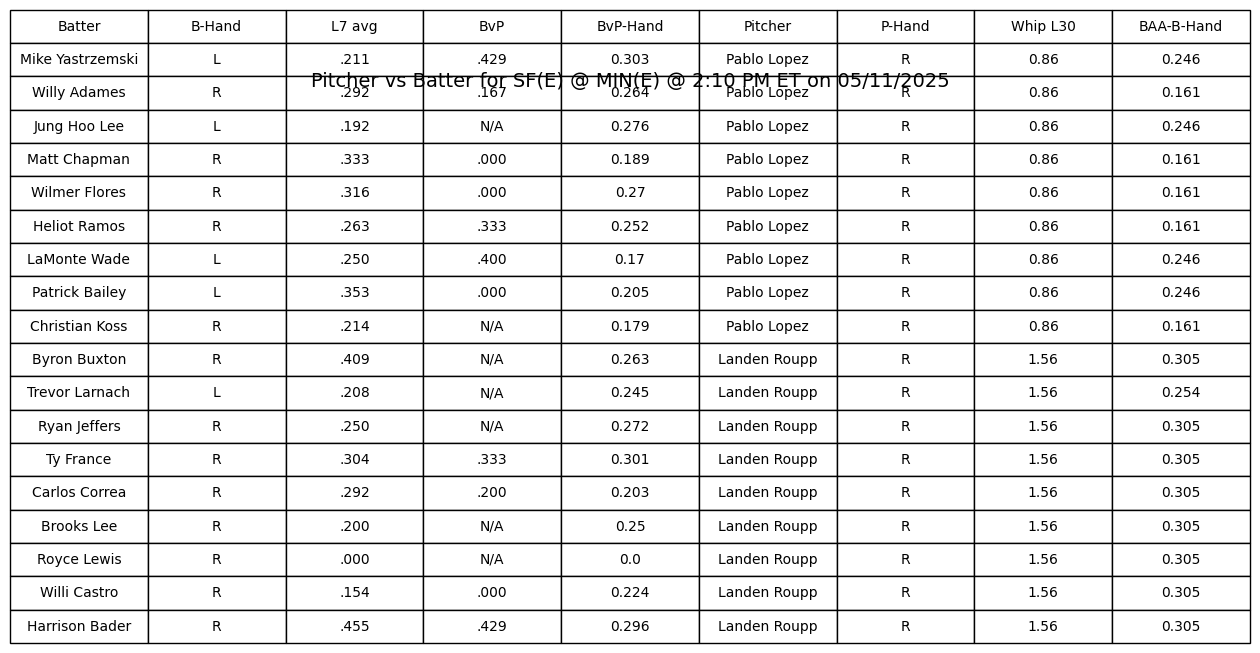 Batter B-Hand L7 avg BvP BvP-Hand Pitcher P-Hand Whip L30 BAA-B-Hand
Mike Yastrzemski L .211 .429 0.303 Pablo Lopez R 0.86 0.246
Pitcher vs Batter for SF(E) @ MIN(E) @ 2:10 PM ET on 05/11/2025
Willy Adames R .292 .167 0.264 Pablo Lopez R 0.86 0.161
Jung Hoo Lee L .192 N/A 0.276 Pablo Lopez R 0.86 0.246
Matt Chapman R .333 .000 0.189 Pablo Lopez R 0.86 0.161
Wilmer Flores R .316 .000 0.27 Pablo Lopez R 0.86 0.161
Heliot Ramos R .263 .333 0.252 Pablo Lopez R 0.86 0.161
LaMonte Wade L .250 .400 0.17 Pablo Lopez R 0.86 0.246
Patrick Bailey L .353 .000 0.205 Pablo Lopez R 0.86 0.246
Christian Koss R .214 N/A 0.179 Pablo Lopez R 0.86 0.161
Byron Buxton R .409 N/A 0.263 Landen Roupp R 1.56 0.305
Trevor Larnach L .208 N/A 0.245 Landen Roupp R 1.56 0.254
Ryan Jeffers R .250 N/A 0.272 Landen Roupp R 1.56 0.305
Ty France R .304 .333 0.301 Landen Roupp R 1.56 0.305
Carlos Correa R .292 .200 0.203 Landen Roupp R 1.56 0.305
Brooks Lee R .200 N/A 0.25 Landen Roupp R 1.56 0.305
Royce Lewis R .000 N/A 0.0 Landen Roupp R 1.56 0.305
Willi Castro R .154 .000 0.224 Landen Roupp R 1.56 0.305
Harrison Bader R .455 .429 0.296 Landen Roupp R 1.56 0.305